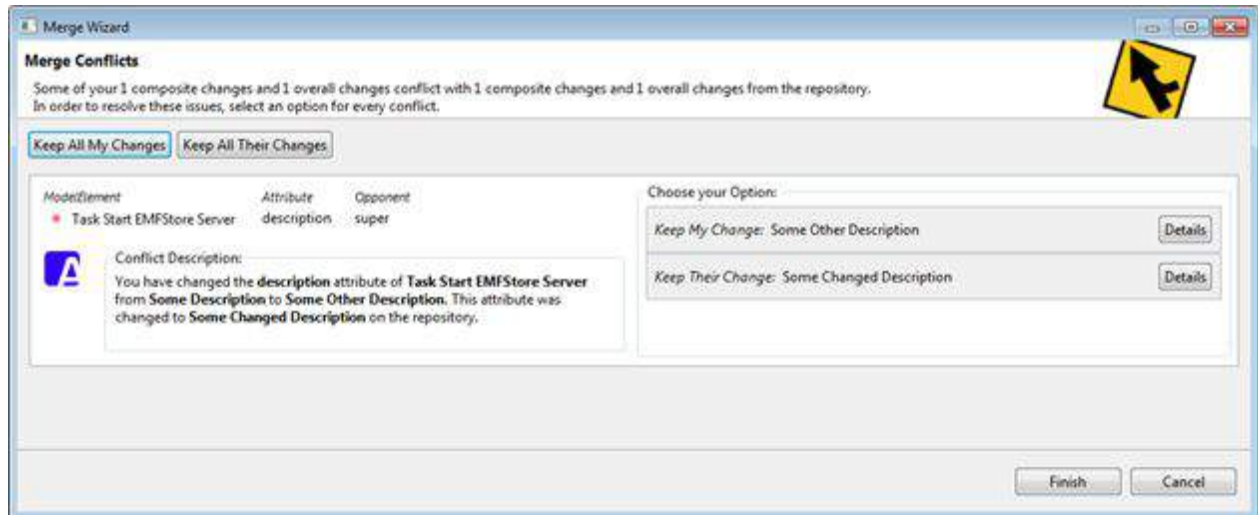 Merge Wizard
Merge Conflicts
Some of your 1 composite changes and 1 overall changes conflict with 1 composite changes and 1 overall changes from the repository.
In order to resolve these issues, select an option for every conflict.
Keep All My Changes Keep All Their Changes
ModelElement Attribute Opponent
Task Start EMFStore Server description super
Conflict Description:
You have changed the description attribute of Task Start EMFStore Server
from Some Description to Some Other Description. This attribute was
changed to Some Changed Description on the repository.
Choose your Option:
Keep My Change: Some Other Description Details
Keep Their Change: Some Changed Description Details
Finish Cancel